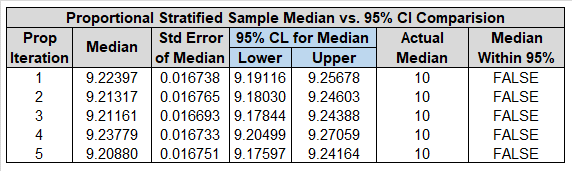 Proportional Stratified Sample Median vs. 95% CI Comparision
Prop Iteration Median Std Error of Median 95% CL for Median Lower Upper Actual Median Median Within 95%
1 9.22397 0.016738 9.19116 9.25678 10 FALSE
2 9.21317 0.016765 9.18030 9.24603 10 FALSE
3 9.21161 0.016693 9.17844 9.24388 10 FALSE
4 9.23779 0.016733 9.20499 9.27059 10 FALSE
5 9.20880 0.016751 9.17597 9.24164 10 FALSE